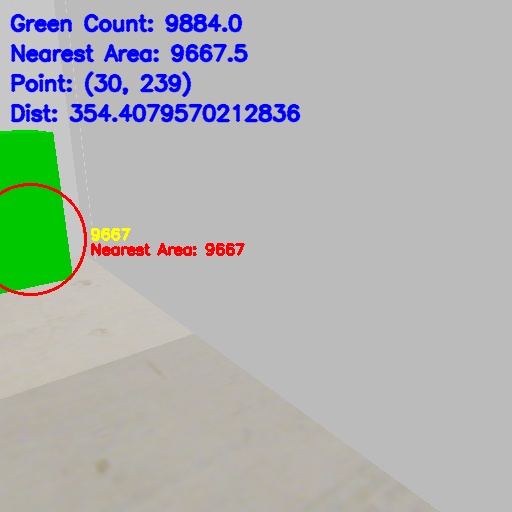 Green Count: 9884.0
Nearest Area: 9667.5
Point: (30, 239)
Dist: 354.4079570212836
9667
Nearest Area: 9667